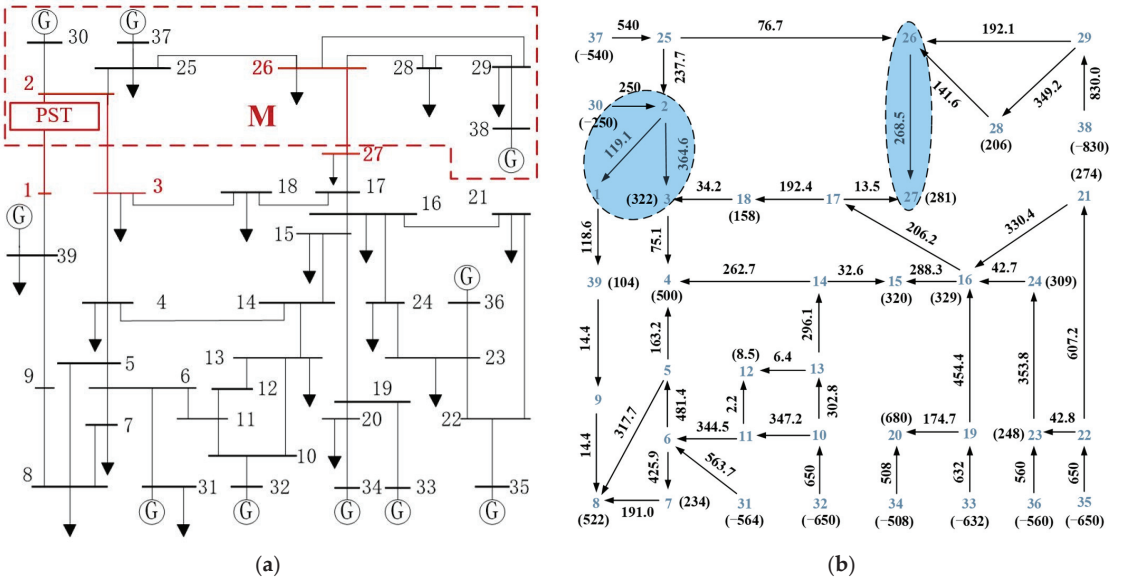 G G
30 37
2 25 26 28 29
PST M 38
G
27
1 3 18 17 21
G 16
15
39 G
4 14 24 36
5 13 23
9 6 12 19
11 20 22
7
8 10
31 32 34 33 35
G G G G G
(a)
37 540 25 76.7 26 192.1 29
(−540)
237.7 141.6 349.2 830.0
250
30 2 268.5 28 38
(−250) (206) (−830)
119.1 364.6 (274)
1 (322) 3 34.2 18 192.4 17 13.5 27 (281) 21
(158)
118.6 75.1 206.2 330.4
262.7 32.6 288.3 42.7
39 (104) 4 14 15 16 24 (309)
(500) (320) (329)
14.4 163.2 296.1 607.2
(8.5) 6.4
5 12 13 454.4 353.8
9 317.7 481.4 2.2 302.8
344.5 347.2 (680) 174.7 42.8
14.4 6 11 10 20 19 (248) 23 22
425.9 563.7 650 508 632 560 650
8 7 (234) 31 32 34 33 36 35
(522) 191.0 (−564) (−650) (−508) (−632) (−560) (−650)
(b)